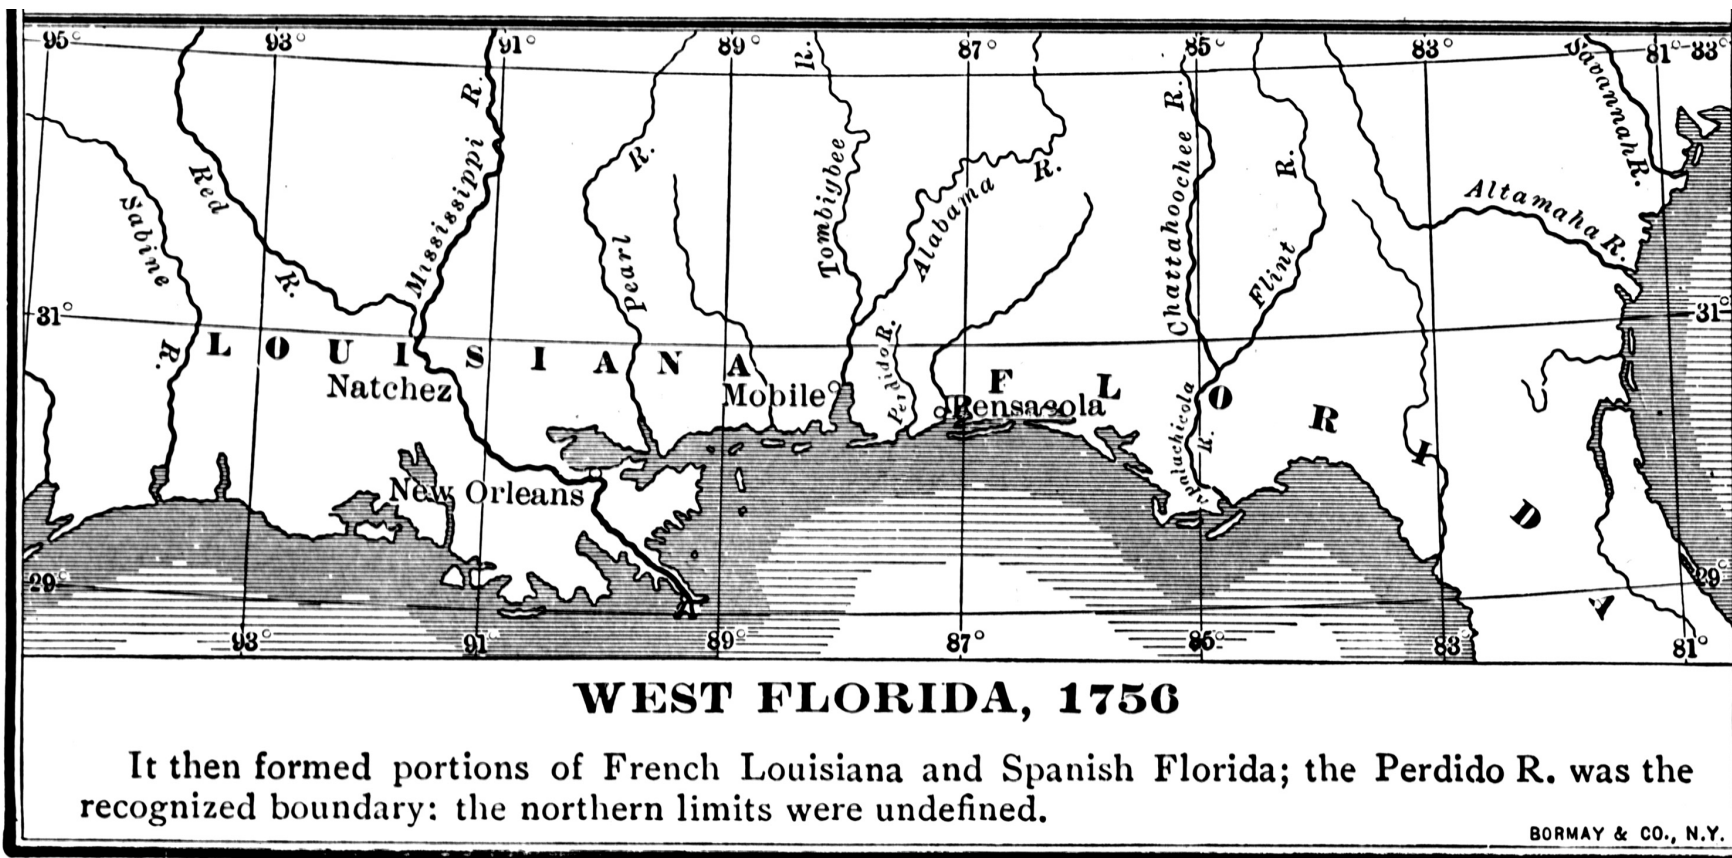 95° 93° 91° 89° 87° 85° 83° 81° 83°
Sabine R.
Red R.
Mississippi R.
Pearl R.
R.
Tombigbee R.
Alabama R.
Perdido R.
Chattahoochee R.
Flint R.
Apalachicola R.
Altamaha R.
Savannah R.
31° 31°
LOUISIANA
FLORIDA
Natchez
Mobile
Pensacola
New Orleans
29° 29°
93° 91° 89° 87° 85° 83° 81°
WEST FLORIDA, 1756
It then formed portions of French Louisiana and Spanish Florida; the Perdido R. was the
recognized boundary: the northern limits were undefined.
BORMAY & CO., N.Y.